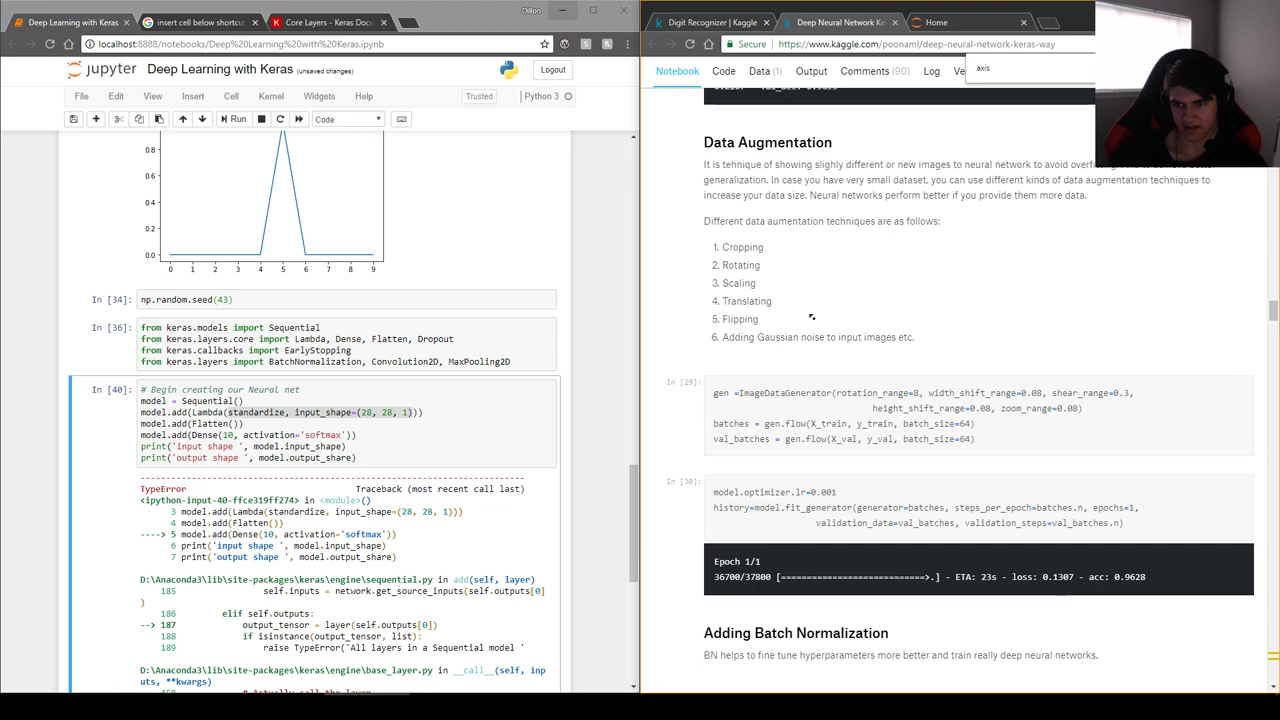 Deep Learning with Keras
insert cell below shortcut
Core Layers - Keras Docu
Dillon
localhost:8888/notebooks/Deep%20Learning%20with%20Keras.ipynb
jupyter Deep Learning with Keras (unsaved changes)
Logout
File Edit View Insert Cell Kernel Widgets Help
Trusted
Python 3
Run
Code
0.8
0.6
0.4
0.2
0.0
0 1 2 3 4 5 6 7 8 9
In [34]: np.random.seed(43)
In [36]: from keras.models import Sequential
from keras.layers.core import Lambda, Dense, Flatten, Dropout
from keras.callbacks import EarlyStopping
from keras.layers import BatchNormalization, Convolution2D, MaxPooling2D
In [40]: # Begin creating our Neural net
model = Sequential()
model.add(Lambda(standardize, input_shape=(28, 28, 1)))
model.add(Flatten())
model.add(Dense(10, activation='softmax'))
print('input shape ', model.input_shape)
print('output shape ', model.output_share)
TypeError Traceback (most recent call last)
<ipython-input-40-ffce319ff274> in <module>()
3 model.add(Lambda(standardize, input_shape=(28, 28, 1)))
4 model.add(Flatten())
----> 5 model.add(Dense(10, activation='softmax'))
6 print('input shape ', model.input_shape)
7 print('output shape ', model.output_share)
D:\Anaconda3\lib\site-packages\keras\engine\sequential.py in add(self, layer)
185 self.inputs = network.get_source_inputs(self.outputs[0]
)
186 elif self.outputs:
--> 187 output_tensor = layer(self.outputs[0])
188 if isinstance(output_tensor, list):
189 raise TypeError('All layers in a Sequential model '
D:\Anaconda3\lib\site-packages\keras\engine\base_layer.py in __call__(self, inp
uts, **kwargs)
Digit Recognizer | Kaggle
Deep Neural Network Ke
Home
Secure
https://www.kaggle.com/poonaml/deep-neural-network-keras-way
axis
Notebook Code Data (1) Output Comments (90) Log Ve
Data Augmentation
It is tehnique of showing slighly different or new images to neural network to avoid overfi
generalization. In case you have very small dataset, you can use different kinds of data augmentation techniques to
increase your data size. Neural networks perform better if you provide them more data.
Different data aumentation techniques are as follows:
1. Cropping
2. Rotating
3. Scaling
4. Translating
5. Flipping
6. Adding Gaussian noise to input images etc.
[29]:
gen =ImageDataGenerator(rotation_range=8, width_shift_range=0.08, shear_range=0.3,
height_shift_range=0.08, zoom_range=0.08)
batches = gen.flow(X_train, y_train, batch_size=64)
val_batches = gen.flow(X_val, y_val, batch_size=64)
[30]:
model.optimizer.lr=0.001
history=model.fit_generator(generator=batches, steps_per_epoch=batches.n, epochs=1,
validation_data=val_batches, validation_steps=val_batches.n)
Epoch 1/1
36700/37800 [============================>.] - ETA: 23s - loss: 0.1307 - acc: 0.9628
Adding Batch Normalization
BN helps to fine tune hyperparameters more better and train really deep neural networks.